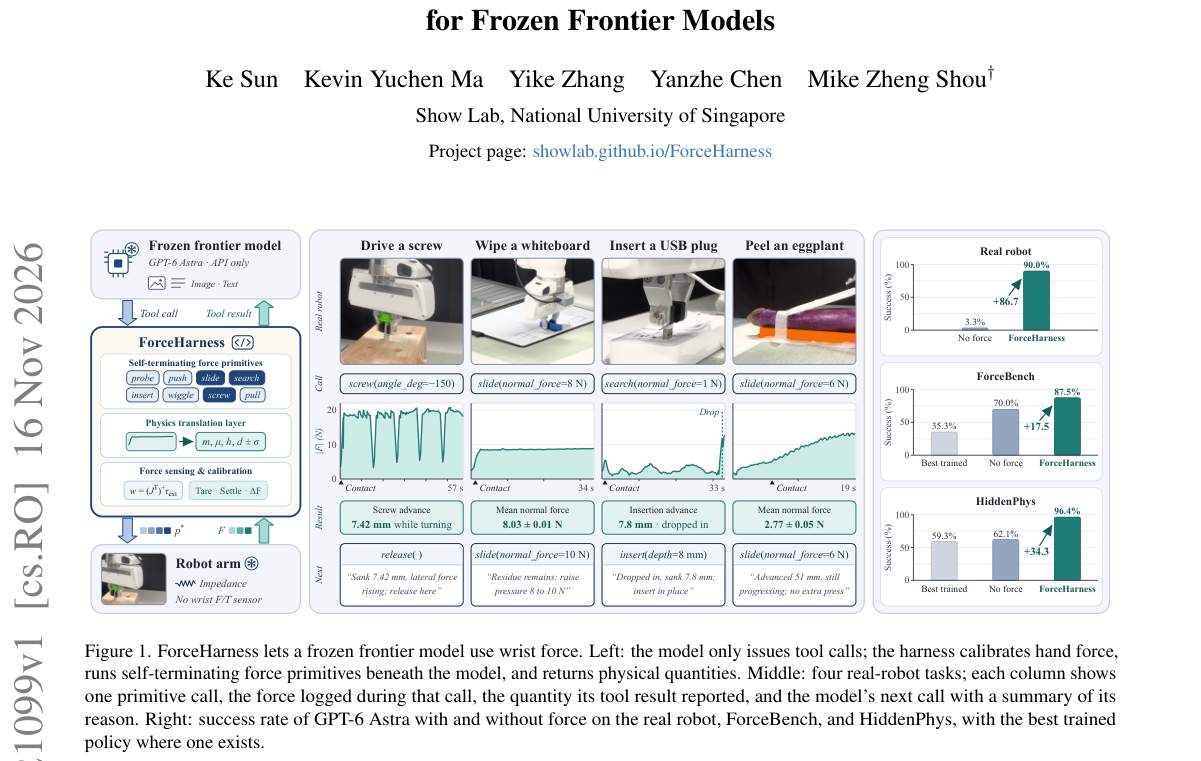 for Frozen Frontier Models
Ke Sun Kevin Yuchen Ma Yike Zhang Yanzhe Chen Mike Zheng Shou†
Show Lab, National University of Singapore
Project page: showlab.github.io/ForceHarness
1099v1 [cs.RO] 16 Nov 2026
Frozen frontier model
GPT-6 Astra · API only
Image · Text
Tool call
Tool result
ForceHarness </>
Self-terminating force primitives
probe push slide search
insert wiggle screw pull
Physics translation layer
m, μ, h, d ± σ
Force sensing & calibration
w = (Jᵀ)⁺τext
Tare · Settle · ΔF
p*
F
Robot arm
Impedance
No wrist F/T sensor
Drive a screw
Wipe a whiteboard
Insert a USB plug
Peel an eggplant
Real robot
Call
screw(angle_deg=−150)
slide(normal_force=8 N)
search(normal_force=1 N)
slide(normal_force=6 N)
|F| (N)
20
10
0
Contact
57 s
Contact
34 s
Drop
Contact
33 s
Contact
19 s
Result
Screw advance
7.42 mm while turning
Mean normal force
8.03 ± 0.01 N
Insertion advance
7.8 mm · dropped in
Mean normal force
2.77 ± 0.05 N
Next
release( )
"Sank 7.42 mm, lateral force
rising; release here"
slide(normal_force=10 N)
"Residue remains: raise
pressure 8 to 10 N"
insert(depth=8 mm)
"Dropped in, sank 7.8 mm;
insert in place"
slide(normal_force=6 N)
"Advanced 51 mm, still
progressing; no extra press"
Real robot
Success (%)
100
50
0
3.3%
+86.7
90.0%
No force
ForceHarness
ForceBench
Success (%)
100
50
0
35.3%
70.0%
+17.5
87.5%
Best trained
No force
ForceHarness
HiddenPhys
Success (%)
100
50
0
59.3%
62.1%
+34.3
96.4%
Best trained
No force
ForceHarness
Figure 1. ForceHarness lets a frozen frontier model use wrist force. Left: the model only issues tool calls; the harness calibrates hand force,
runs self-terminating force primitives beneath the model, and returns physical quantities. Middle: four real-robot tasks; each column shows
one primitive call, the force logged during that call, the quantity its tool result reported, and the model's next call with a summary of its
reason. Right: success rate of GPT-6 Astra with and without force on the real robot, ForceBench, and HiddenPhys, with the best trained
policy where one exists.